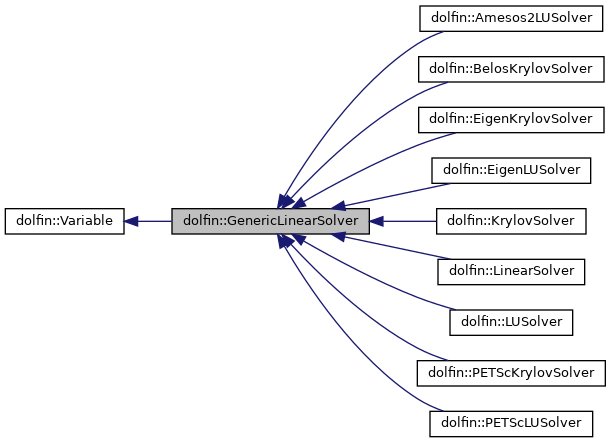 dolfin::Variable
dolfin::GenericLinearSolver
dolfin::Amesos2LUSolver
dolfin::BelosKrylovSolver
dolfin::EigenKrylovSolver
dolfin::EigenLUSolver
dolfin::KrylovSolver
dolfin::LinearSolver
dolfin::LUSolver
dolfin::PETScKrylovSolver
dolfin::PETScLUSolver